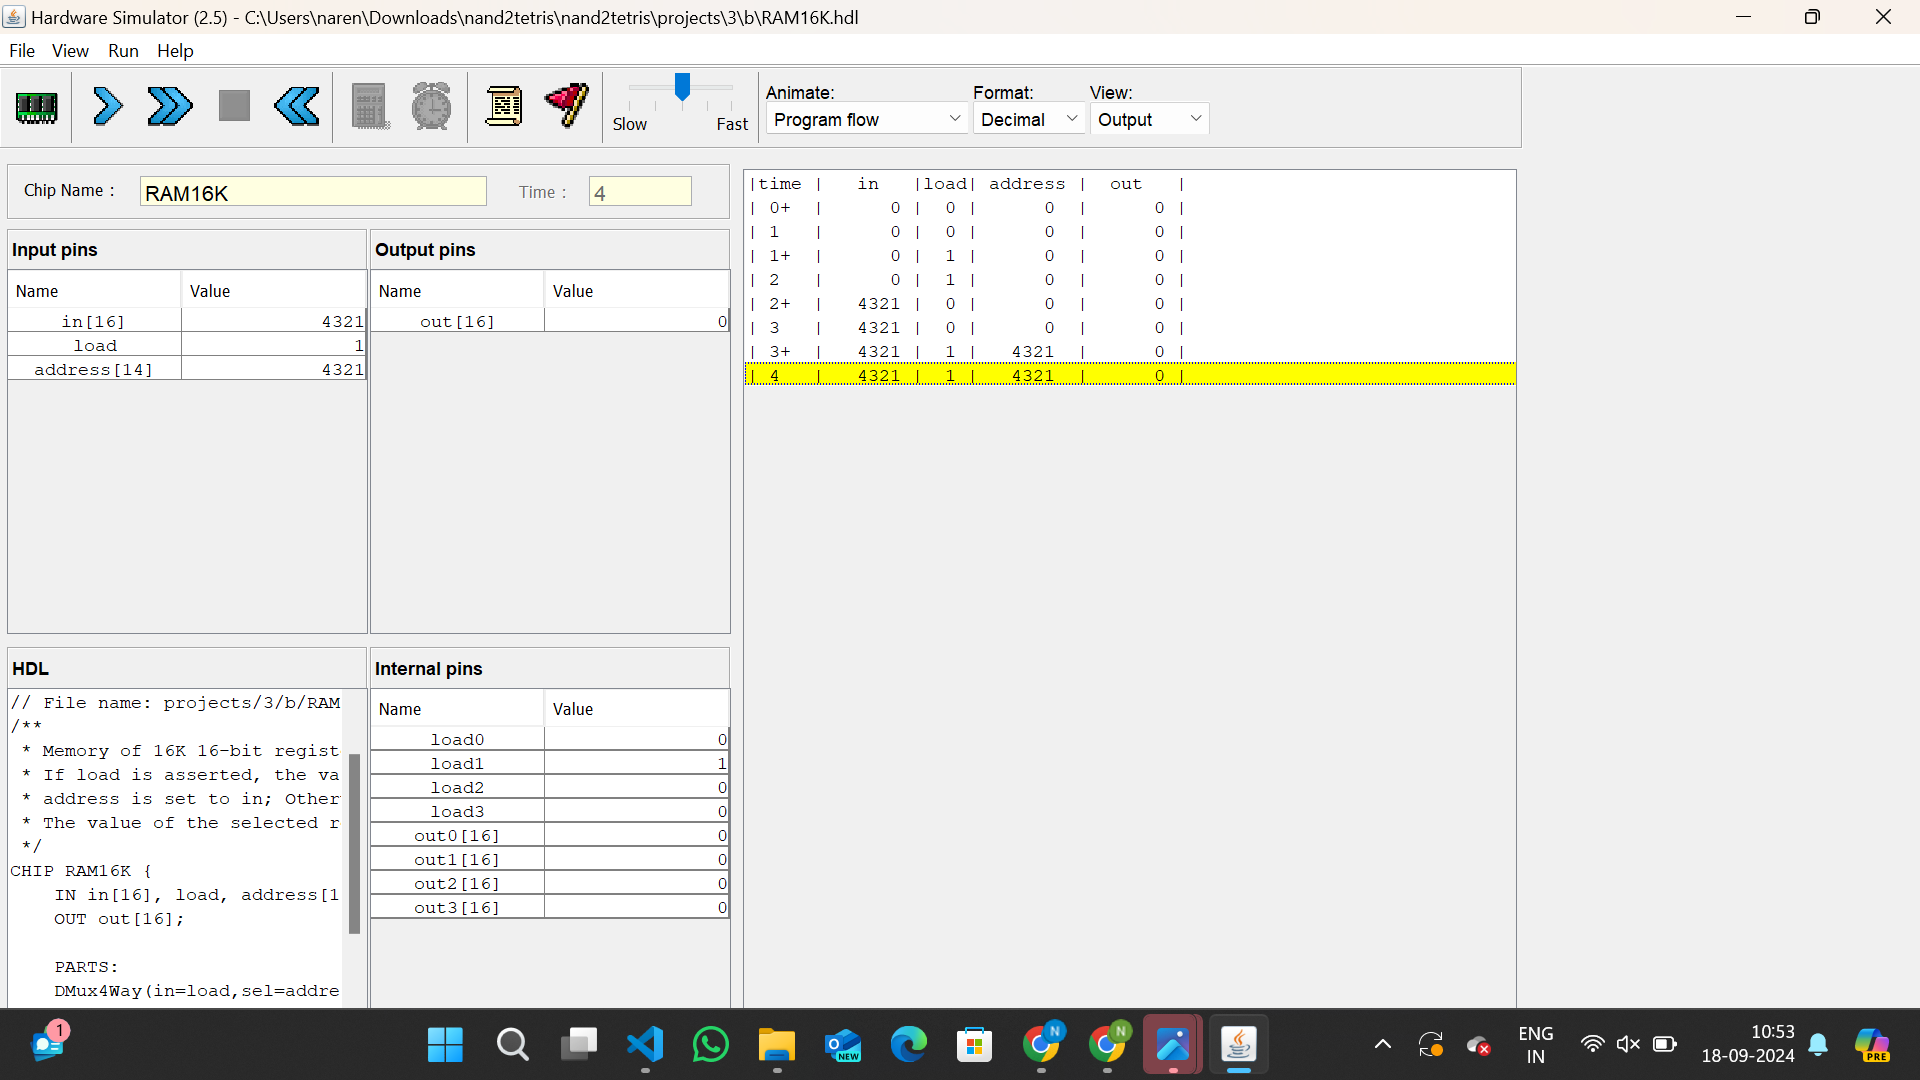 Hardware Simulator (2.5) - C:\Users\naren\Downloads\nand2tetris\nand2tetris\projects\3\b\RAM16K.hdl
File View Run Help
Slow Fast
Animate: Format: View:
Program flow Decimal Output
Chip Name : RAM16K Time : 4
Input pins
Name Value
in[16] 4321
load 1
address[14] 4321
Output pins
Name Value
out[16] 0
|time | in |load| address | out |
| 0+ | 0 | 0 | 0 | 0 |
| 1 | 0 | 0 | 0 | 0 |
| 1+ | 0 | 1 | 0 | 0 |
| 2 | 0 | 1 | 0 | 0 |
| 2+ | 4321 | 0 | 0 | 0 |
| 3 | 4321 | 0 | 0 | 0 |
| 3+ | 4321 | 1 | 4321 | 0 |
| 4 | 4321 | 1 | 4321 | 0 |
HDL
// File name: projects/3/b/RAM
/**
* Memory of 16K 16-bit regist
* If load is asserted, the va
* address is set to in; Other
* The value of the selected r
*/
CHIP RAM16K {
IN in[16], load, address[1
OUT out[16];
PARTS:
DMux4Way(in=load,sel=addre
Internal pins
Name Value
load0 0
load1 1
load2 0
load3 0
out0[16] 0
out1[16] 0
out2[16] 0
out3[16] 0
1
NEW
N
N
ENG
IN
10:53
18-09-2024
PRE